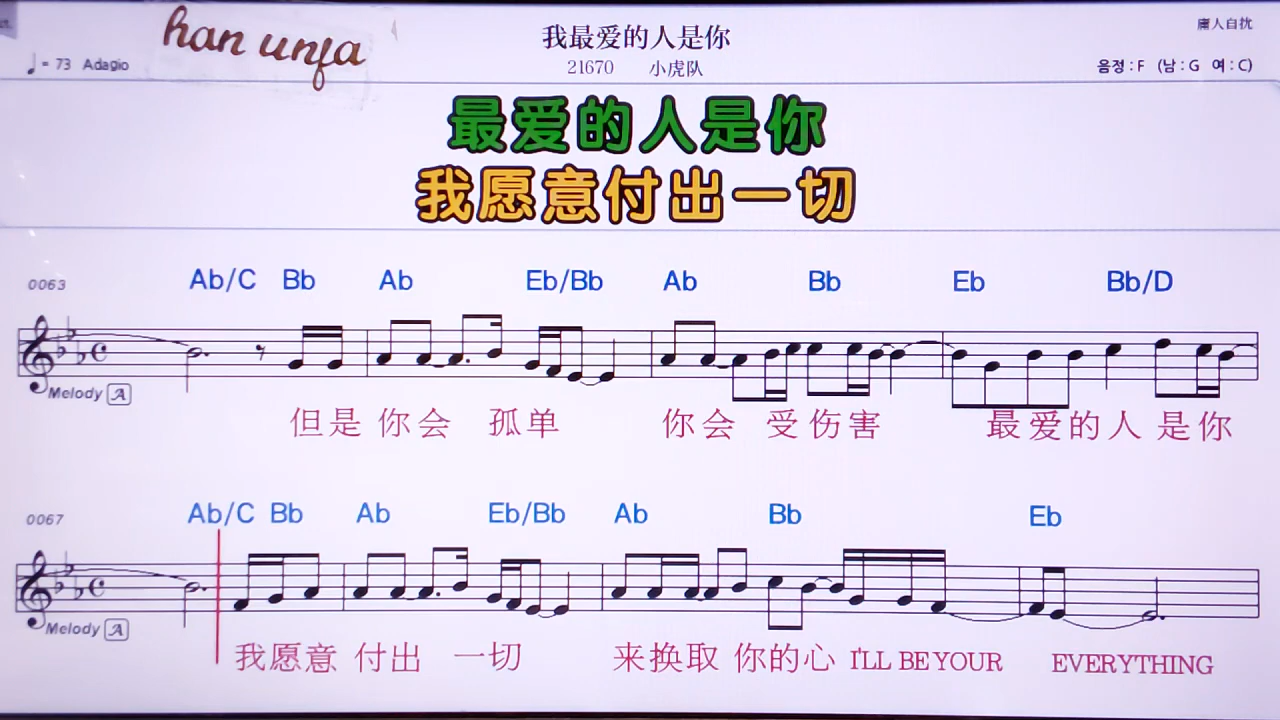 han unfa
我最爱的人是你
庸人自扰
♩= 73 Adagio
21670 小虎队
음정 : F (남 : G 여 : C)
最爱的人是你
我愿意付出一切
0063
Ab/C Bb Ab Eb/Bb Ab Bb Eb Bb/D
Melody A
但是 你会 孤单 你会 受伤害 最爱的人 是你
0067
Ab/C Bb Ab Eb/Bb Ab Bb Eb
Melody A
我愿意 付出 一切 来换取 你的心 I'LL BE YOUR EVERYTHING